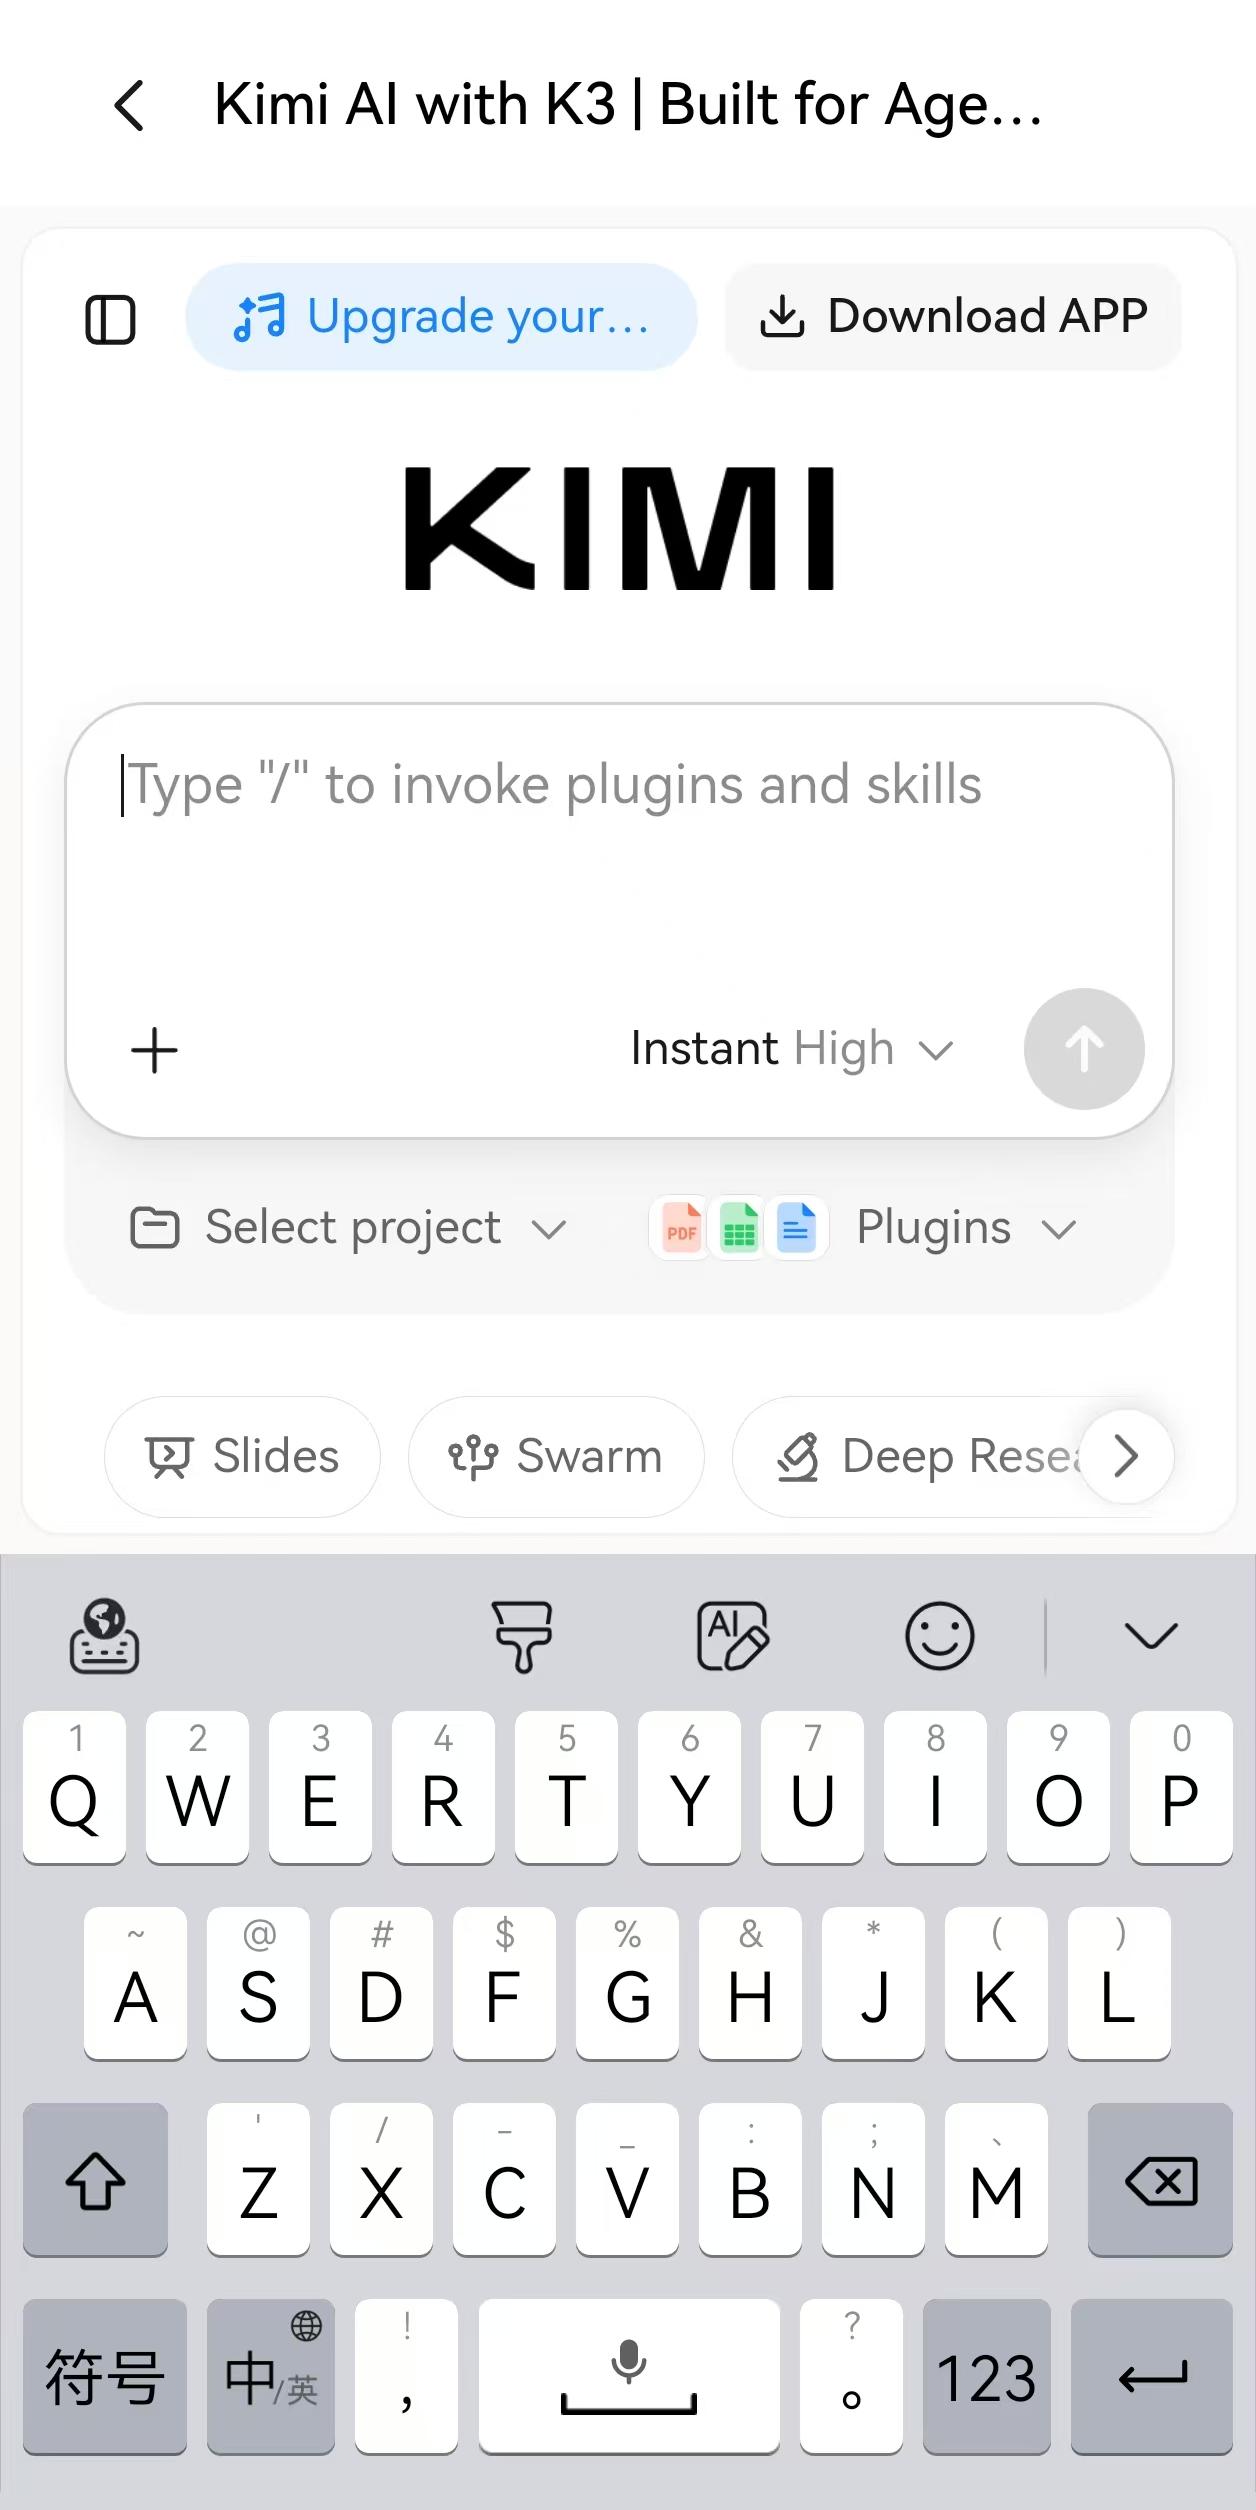 Kimi AI with K3 | Built for Age...
Upgrade your...
Download APP
KIMI
Type "/" to invoke plugins and skills
Instant High
Select project
PDF
Plugins
Slides
Swarm
Deep Resea
AI
1 2 3 4 5 6 7 8 9 0
Q W E R T Y U I O P
~ @ # $ % & * ( )
A S D F G H J K L
' / - _ : ; 、
Z X C V B N M
! ?
符号 中/英 , 。 123